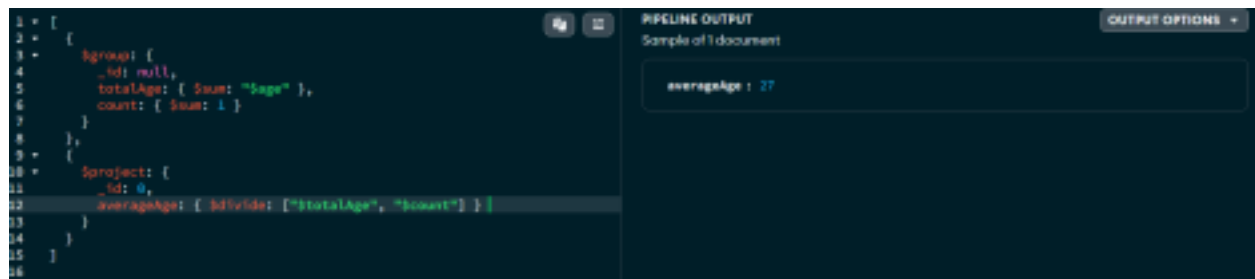 1 [
2 {
3 $group: {
4 _id: null,
5 totalAge: { $sum: "$age" },
6 count: { $sum: 1 }
7 }
8 },
9 {
10 $project: {
11 _id: 0,
12 averageAge: { $divide: ["$totalAge", "$count"] }
13 }
14 }
15 ]
16
PIPELINE OUTPUT
Sample of 1 document
OUTPUT OPTIONS
averageAge : 27